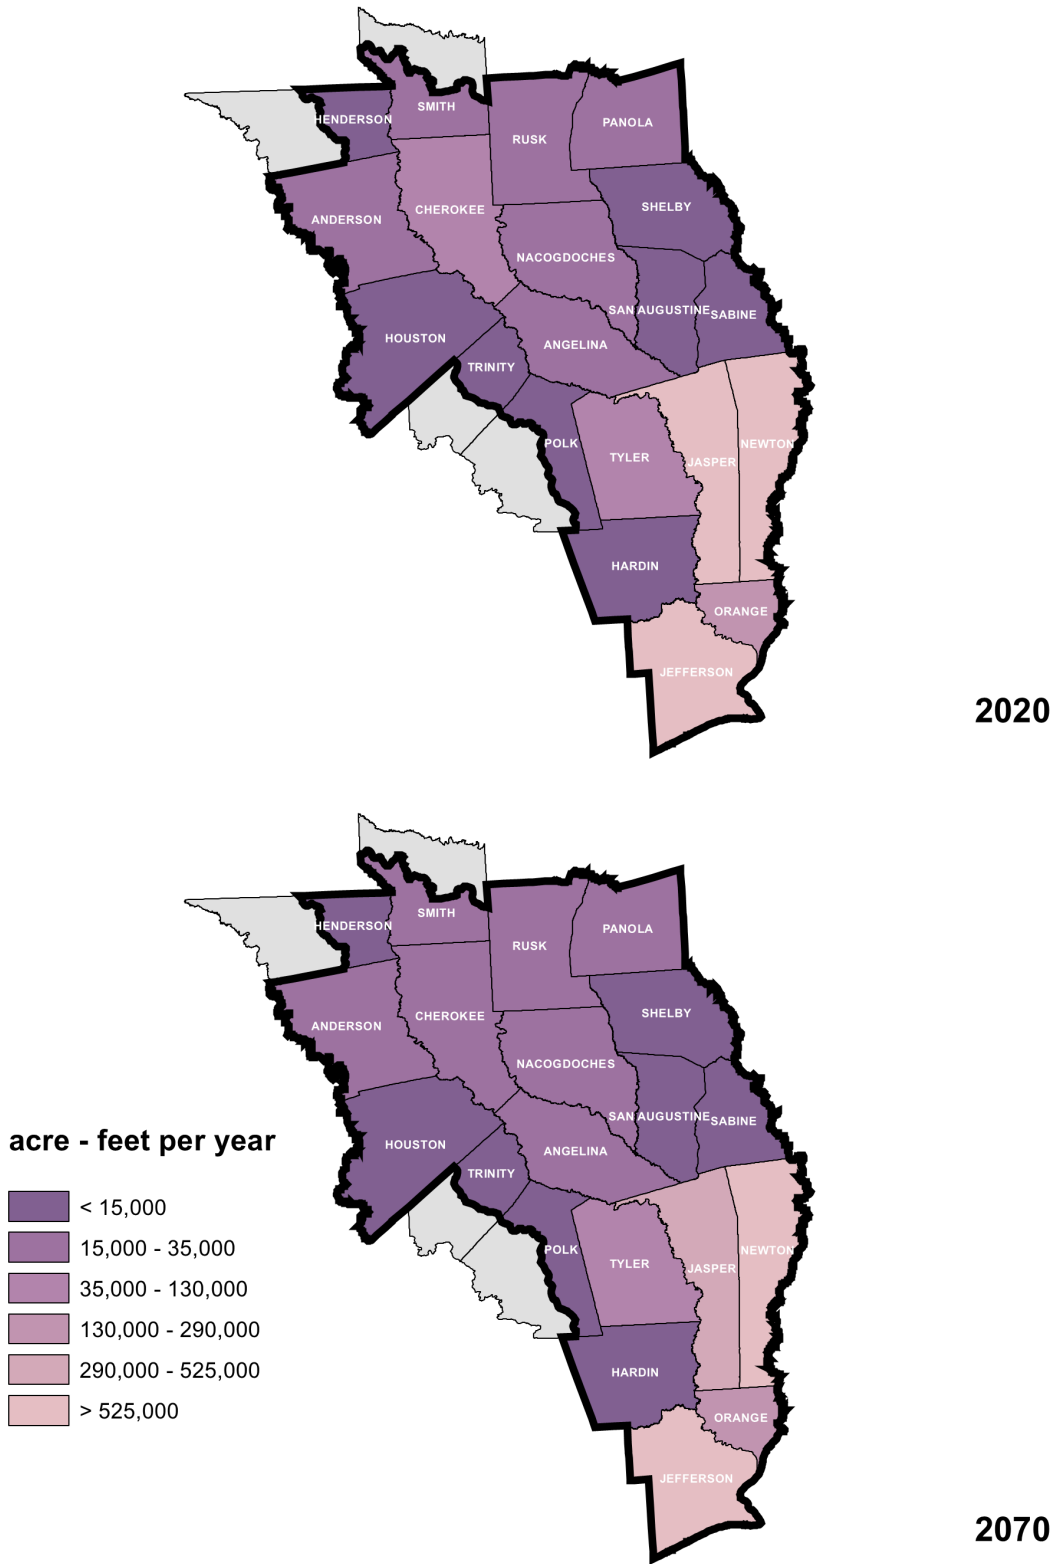 SMITH
HENDERSON
PANOLA
RUSK
SHELBY
CHEROKEE
ANDERSON
NACOGDOCHES
SAN AUGUSTINE
SABINE
HOUSTON
ANGELINA
TRINITY
POLK
NEWTON
TYLER
JASPER
HARDIN
ORANGE
JEFFERSON
2020
SMITH
HENDERSON
PANOLA
RUSK
SHELBY
CHEROKEE
ANDERSON
NACOGDOCHES
SAN AUGUSTINE
SABINE
HOUSTON
ANGELINA
TRINITY
POLK
NEWTON
TYLER
JASPER
HARDIN
ORANGE
JEFFERSON
acre - feet per year
< 15,000
15,000 - 35,000
35,000 - 130,000
130,000 - 290,000
290,000 - 525,000
> 525,000
2070